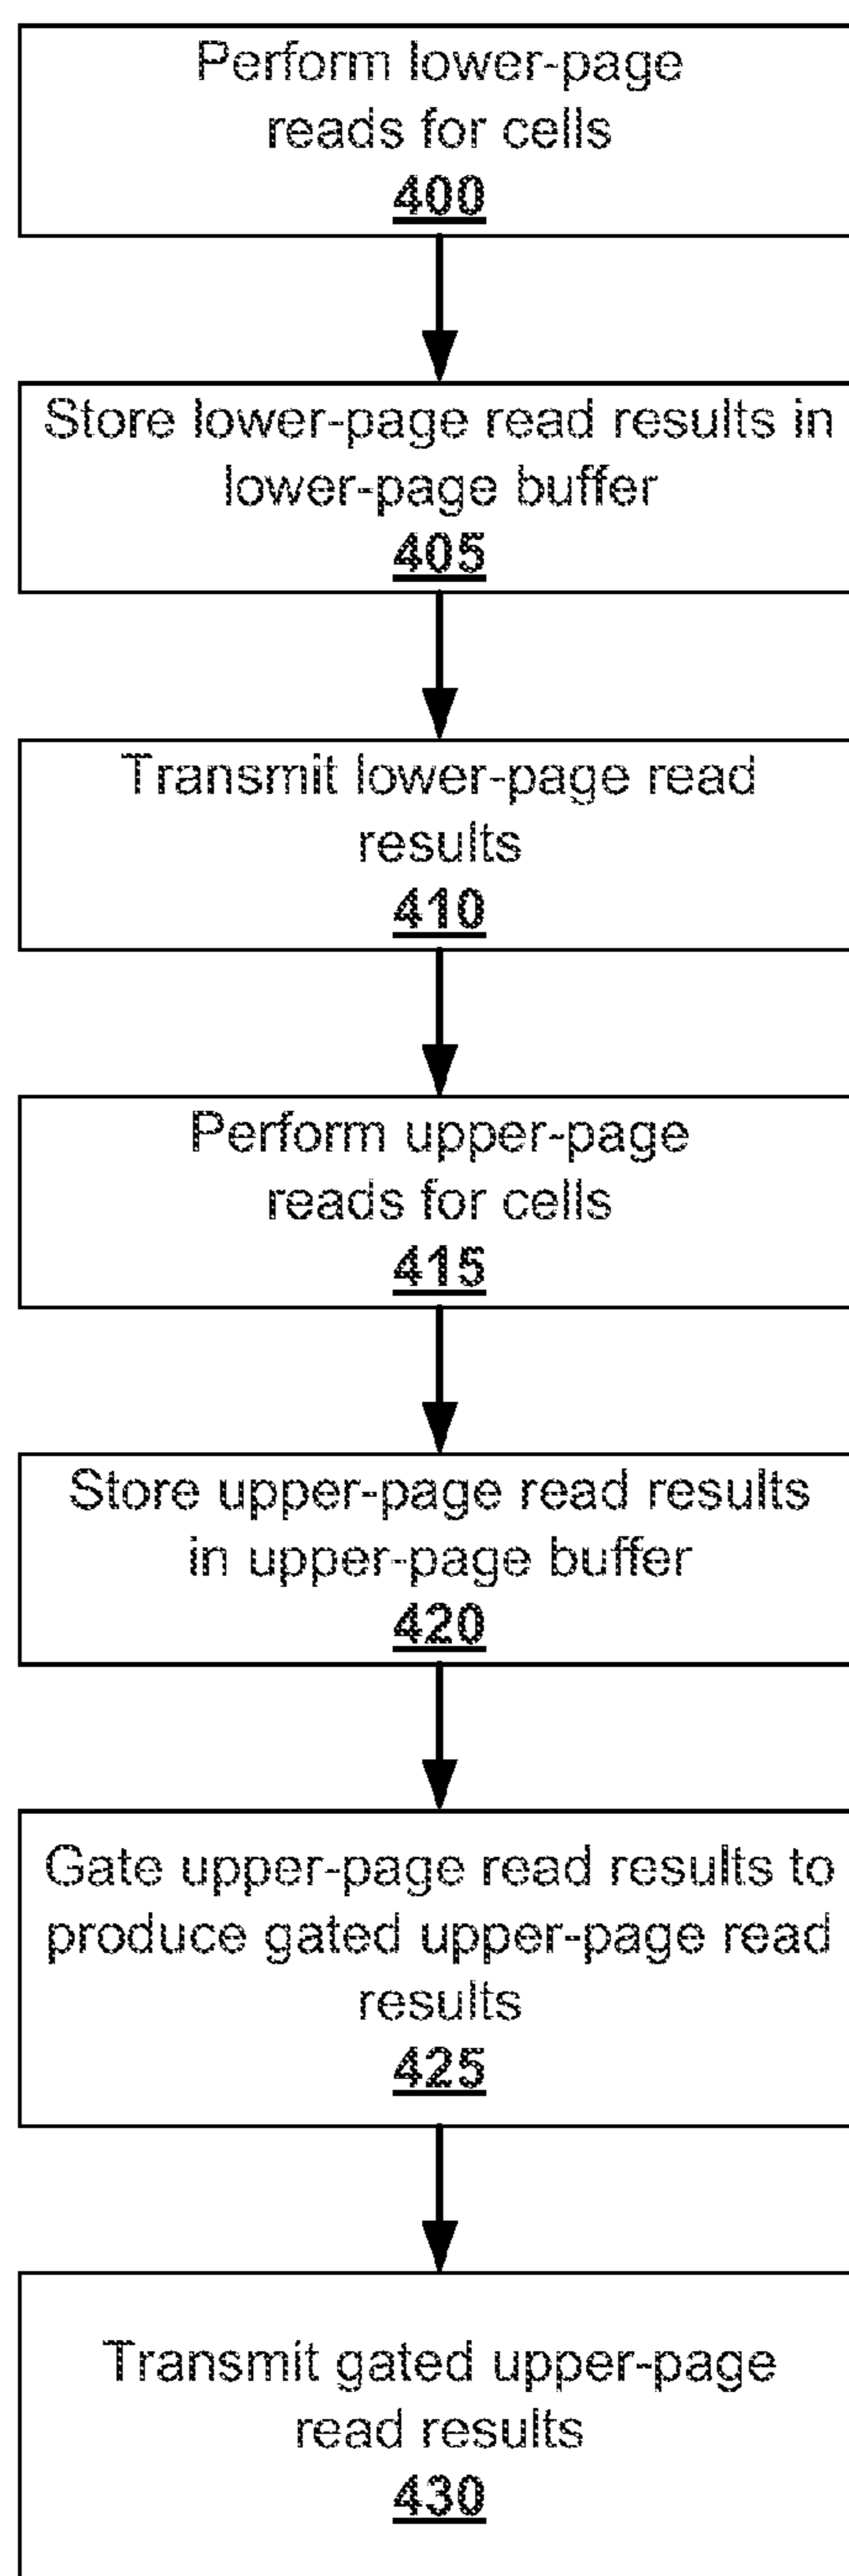 Perform lower-page
reads for cells
400
Store lower-page read results in
lower-page buffer
405
Transmit lower-page read
results
410
Perform upper-page
reads for cells
415
Store upper-page read results
in upper-page buffer
420
Gate upper-page read results to
produce gated upper-page read
results
425
Transmit gated upper-page
read results
430